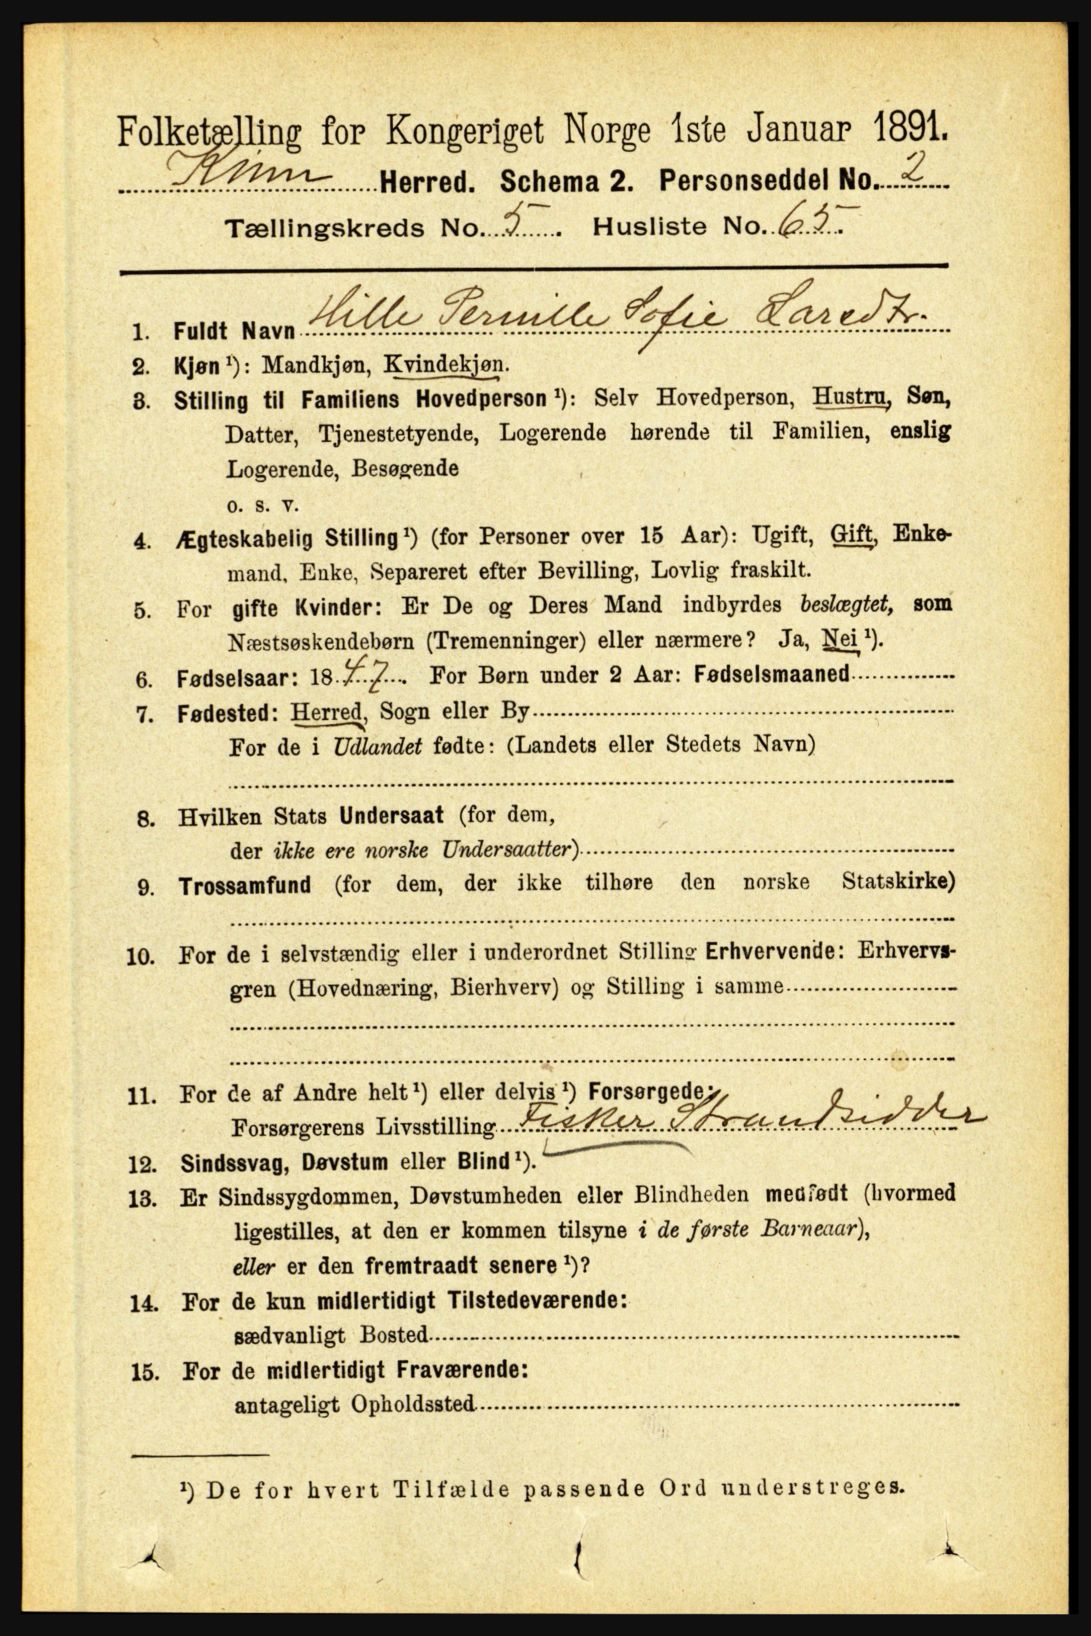 Folketælling for Kongeriget Norge 1ste Januar 1891.
Kinn Herred. Schema 2. Personseddel No. 2
Tællingskreds No. 5. Husliste No. 65.
1. Fuldt Navn Hille Pernille Sofie Larsdtr.
2. Kjøn ¹): Mandkjøn, Kvindekjøn.
3. Stilling til Familiens Hovedperson ¹): Selv Hovedperson, Hustru, Søn,
Datter, Tjenestetyende, Logerende hørende til Familien, enslig
Logerende, Besøgende
o. s. v.
4. Ægteskabelig Stilling ¹) (for Personer over 15 Aar): Ugift, Gift, Enke-
mand, Enke, Separeret efter Bevilling, Lovlig fraskilt.
5. For gifte Kvinder: Er De og Deres Mand indbyrdes beslægtet, som
Næstsøskendebørn (Tremenninger) eller nærmere? Ja, Nei ¹).
6. Fødselsaar: 1847. For Børn under 2 Aar: Fødselsmaaned
7. Fødested: Herred, Sogn eller By
For de i Udlandet fødte: (Landets eller Stedets Navn)
8. Hvilken Stats Undersaat (for dem,
der ikke ere norske Undersaatter)
9. Trossamfund (for dem, der ikke tilhøre den norske Statskirke)
10. For de i selvstændig eller i underordnet Stilling Erhvervende: Erhvervs-
gren (Hovednæring, Bierhverv) og Stilling i samme
11. For de af Andre helt ¹) eller delvis ¹) Forsørgede:
Forsørgerens Livsstilling Fisker Strandsidder
12. Sindssvag, Døvstum eller Blind ¹).
13. Er Sindssygdommen, Døvstumheden eller Blindheden medfødt (hvormed
ligestilles, at den er kommen tilsyne i de første Barneaar),
eller er den fremtraadt senere ¹)?
14. For de kun midlertidigt Tilstedeværende:
sædvanligt Bosted
15. For de midlertidigt Fraværende:
antageligt Opholdssted
¹) De for hvert Tilfælde passende Ord understreges.